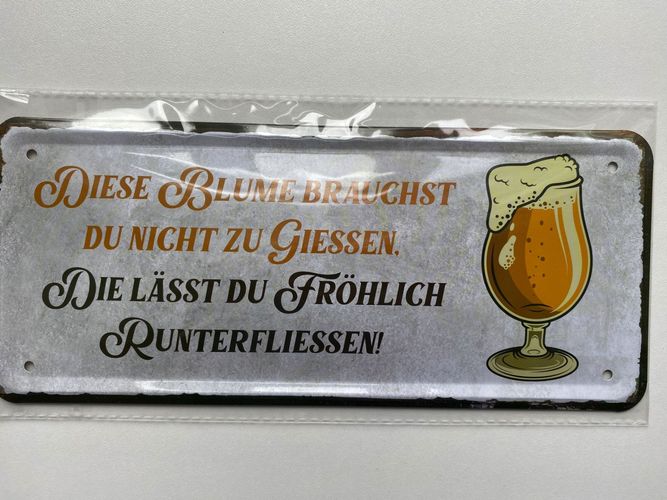 Diese Blume brauchst
du nicht zu Giessen,
Die lässt du Fröhlich
Runterfliessen!